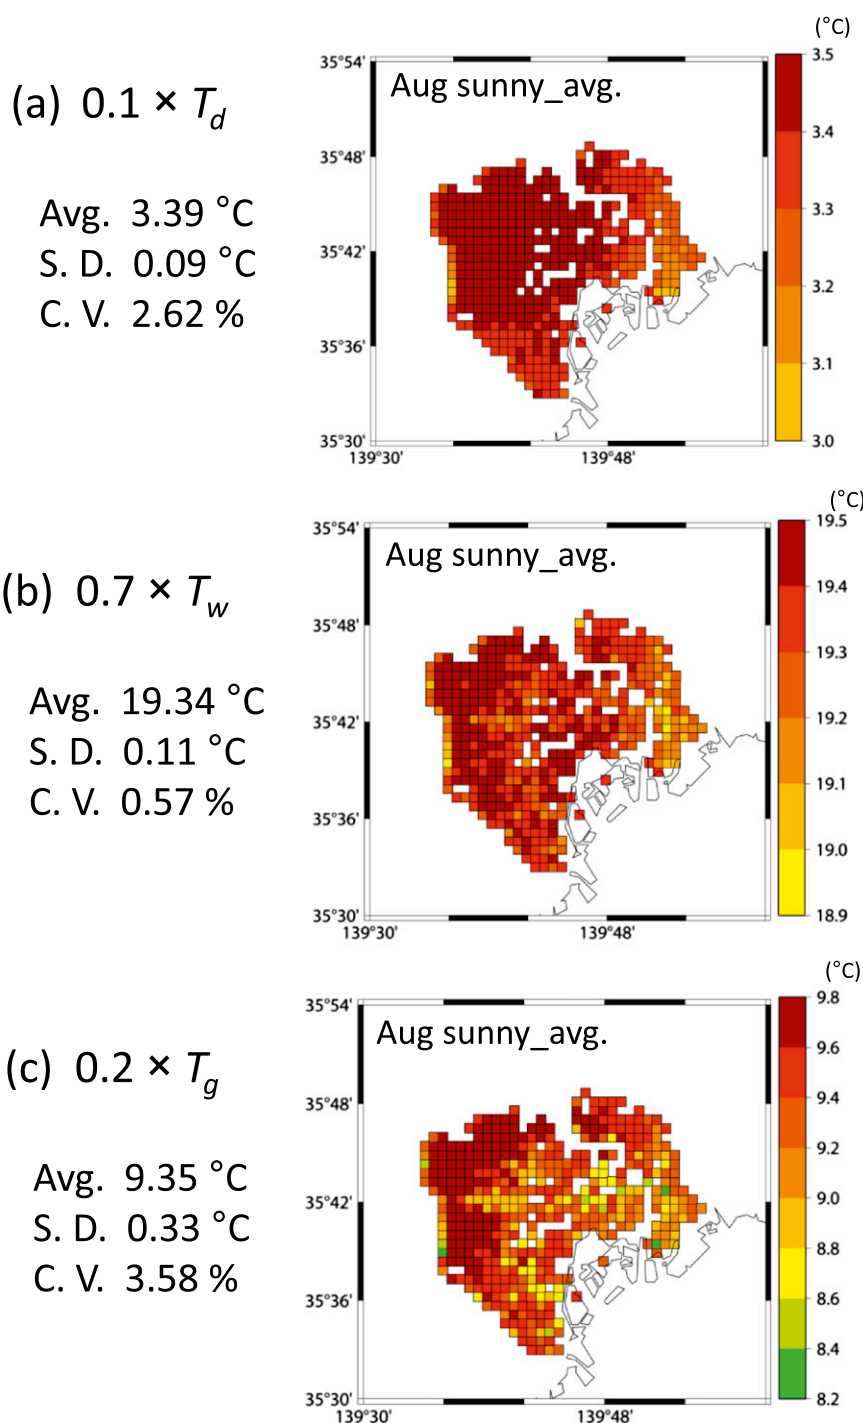 (°C)
(a) 0.1 × Td
Aug sunny_avg.
Avg. 3.39 °C
S. D. 0.09 °C
C. V. 2.62 %
35°54'
35°48'
35°42'
35°36'
35°30'
139°30'
139°48'
3.5
3.4
3.3
3.2
3.1
3.0
(°C)
(b) 0.7 × Tw
Aug sunny_avg.
Avg. 19.34 °C
S. D. 0.11 °C
C. V. 0.57 %
35°54'
35°48'
35°42'
35°36'
35°30'
139°30'
139°48'
19.5
19.4
19.3
19.2
19.1
19.0
18.9
(°C)
(c) 0.2 × Tg
Aug sunny_avg.
Avg. 9.35 °C
S. D. 0.33 °C
C. V. 3.58 %
35°54'
35°48'
35°42'
35°36'
35°30'
139°30'
139°48'
9.8
9.6
9.4
9.2
9.0
8.8
8.6
8.4
8.2